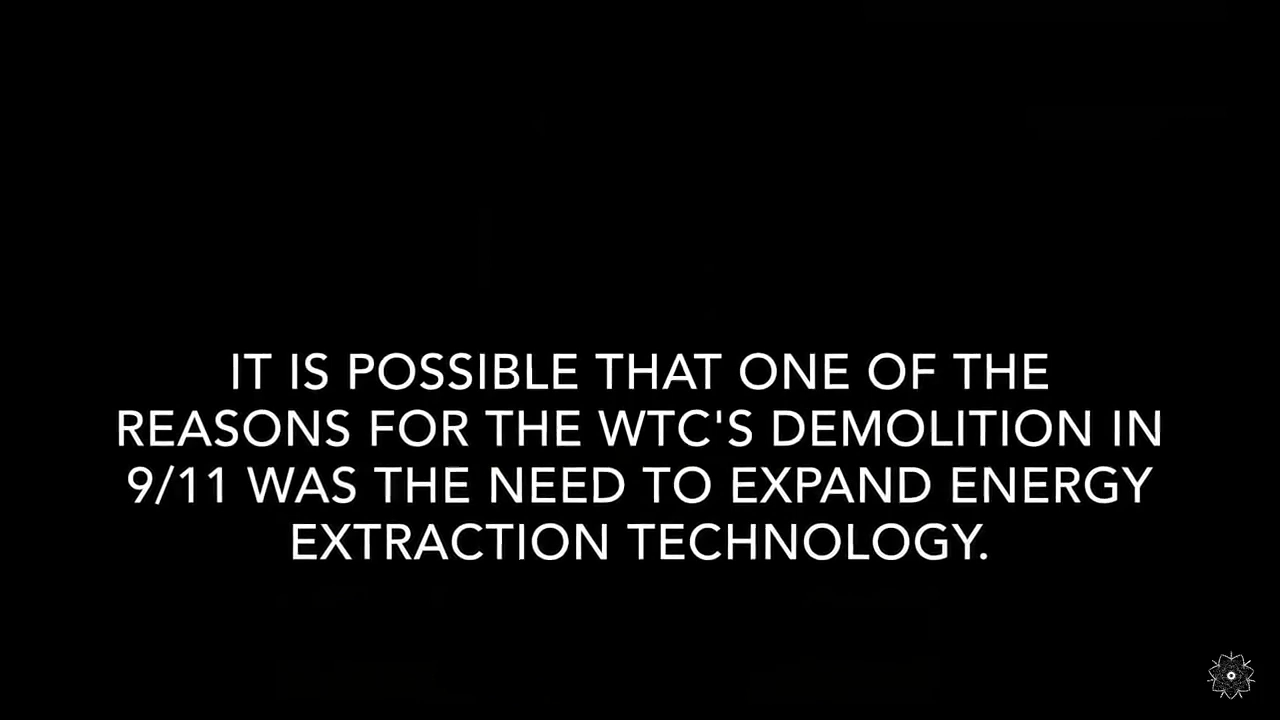 IT IS POSSIBLE THAT ONE OF THE
REASONS FOR THE WTC'S DEMOLITION IN
9/11 WAS THE NEED TO EXPAND ENERGY
EXTRACTION TECHNOLOGY.